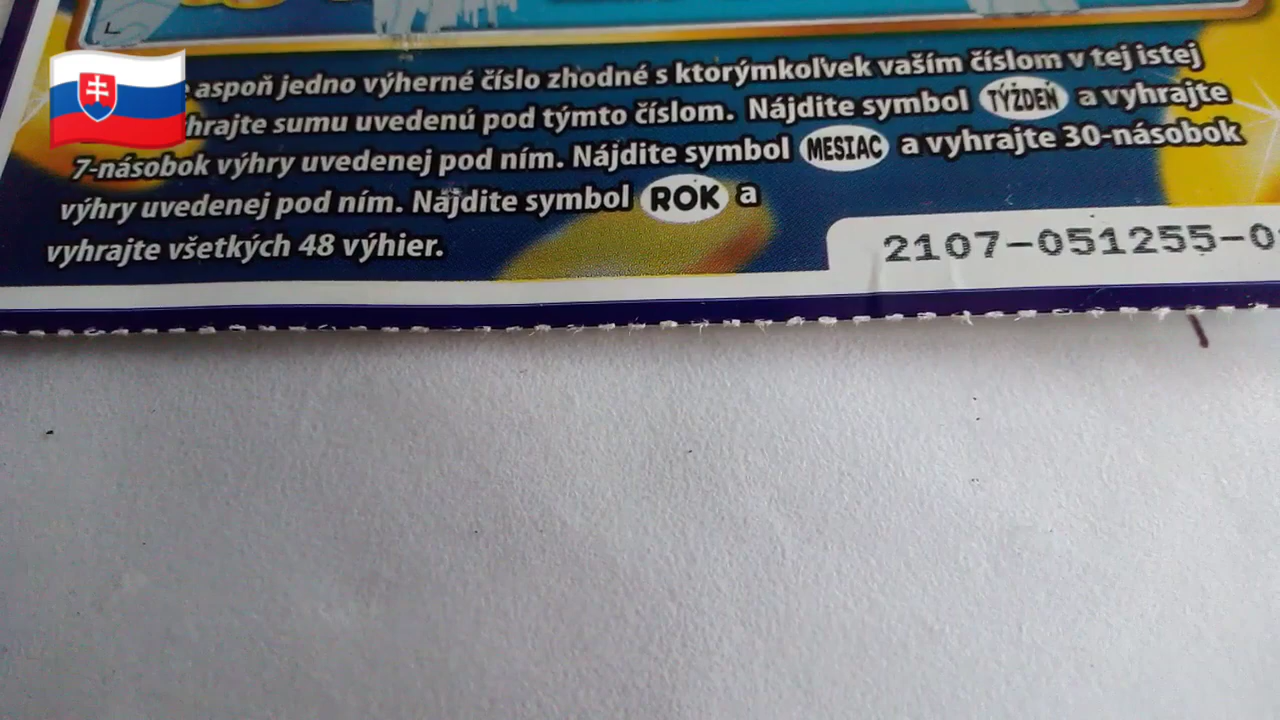 aspoň jedno výherné číslo zhodné s ktorýmkoľvek vaším číslom v tej istej
hrajte sumu uvedenú pod týmto číslom. Nájdite symbol TÝŽDEŇ a vyhrajte
7-násobok výhry uvedenej pod ním. Nájdite symbol MESIAC a vyhrajte 30-násobok
výhry uvedenej pod ním. Nájdite symbol ROK a
vyhrajte všetkých 48 výhier.
2107-051255-0